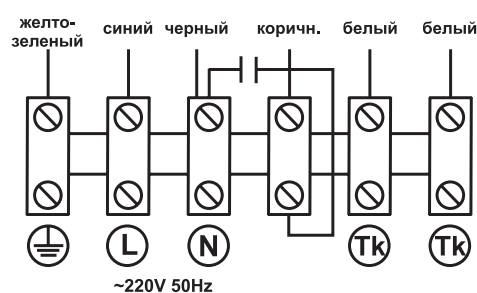 желто-
зеленый
синий
черный
коричн.
белый
белый
L
N
Tk
Tk
~220V 50Hz